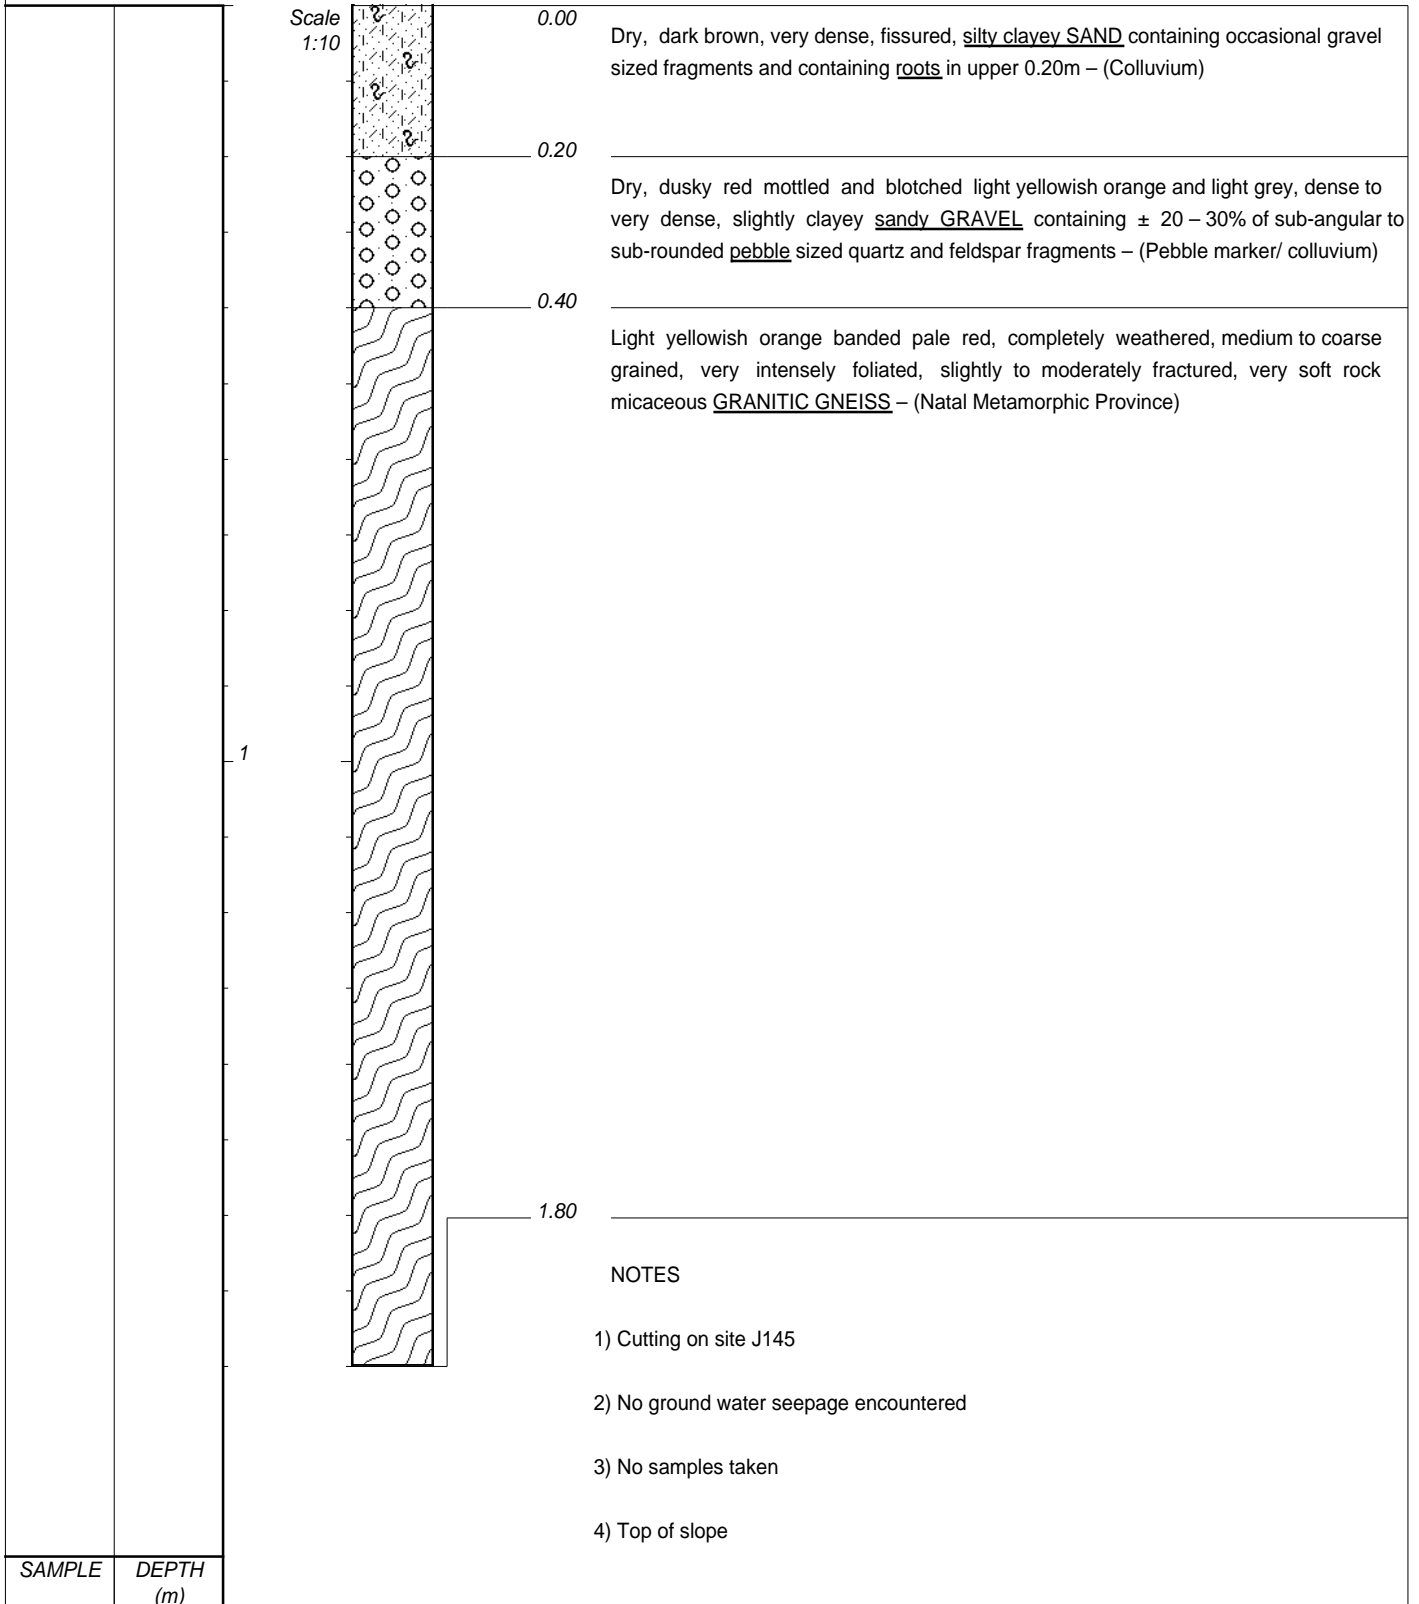 Scale
1:10
0.00
Dry, dark brown, very dense, fissured, silty clayey SAND containing occasional gravel
sized fragments and containing roots in upper 0.20m – (Colluvium)
0.20
Dry, dusky red mottled and blotched light yellowish orange and light grey, dense to
very dense, slightly clayey sandy GRAVEL containing ± 20 – 30% of sub-angular to
sub-rounded pebble sized quartz and feldspar fragments – (Pebble marker/ colluvium)
0.40
Light yellowish orange banded pale red, completely weathered, medium to coarse
grained, very intensely foliated, slightly to moderately fractured, very soft rock
micaceous GRANITIC GNEISS – (Natal Metamorphic Province)
1
1.80
NOTES
1) Cutting on site J145
2) No ground water seepage encountered
3) No samples taken
4) Top of slope
SAMPLE
DEPTH
(m)